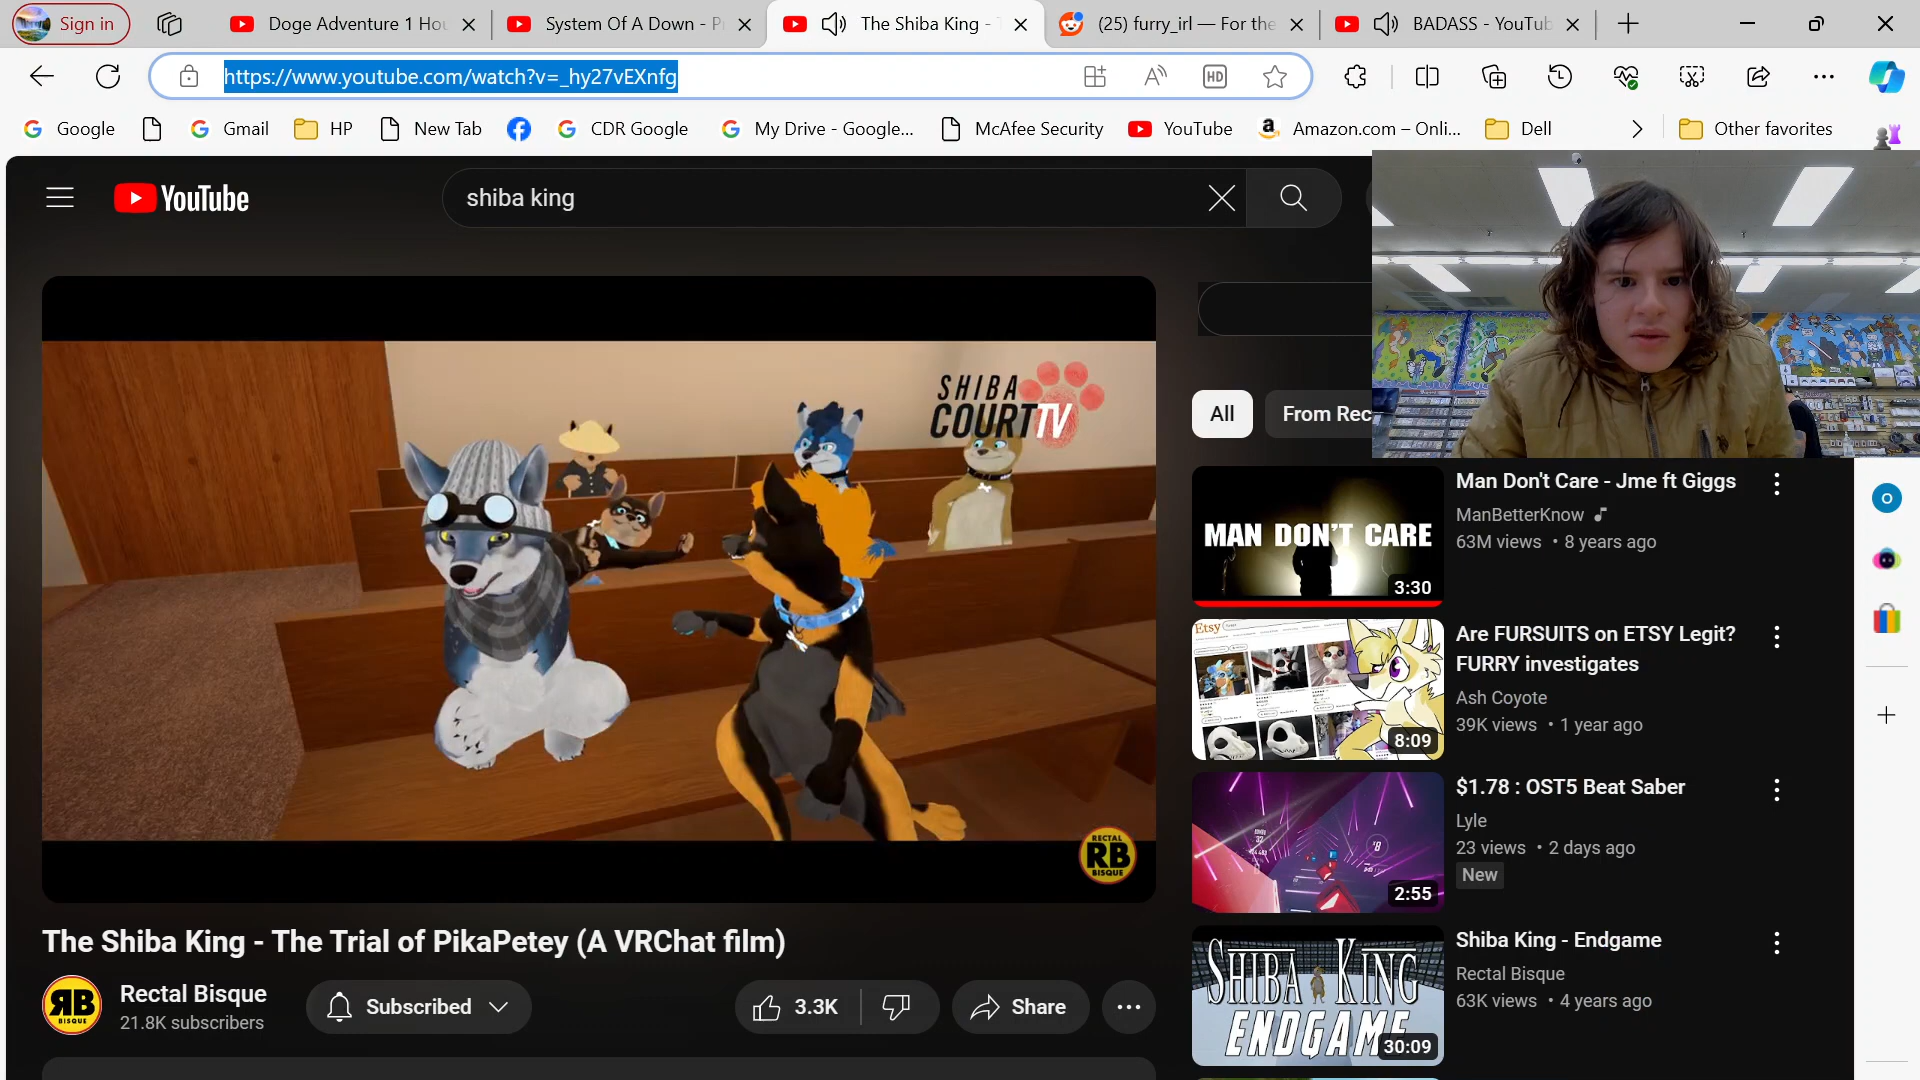 Sign in
Doge Adventure 1 Hou
System Of A Down - P
The Shiba King - T
(25) furry_irl — For the
BADASS - YouTub
https://www.youtube.com/watch?v=_hy27vEXnfg
HD
Google
Gmail
HP
New Tab
CDR Google
My Drive - Google...
McAfee Security
YouTube
Amazon.com – Onli...
Dell
Other favorites
YouTube
shiba king
SHIBA
COURT TV
RECTAL
RB
BISQUE
All
From Rec
MAN DON'T CARE
3:30
Man Don't Care - Jme ft Giggs
ManBetterKnow
63M views • 8 years ago
Etsy
8:09
Are FURSUITS on ETSY Legit?
FURRY investigates
Ash Coyote
39K views • 1 year ago
2:55
$1.78 : OST5 Beat Saber
Lyle
23 views • 2 days ago
New
SHIBA KING
ENDGAME
30:09
Shiba King - Endgame
Rectal Bisque
63K views • 4 years ago
The Shiba King - The Trial of PikaPetey (A VRChat film)
RB
BISQUE
Rectal Bisque
21.8K subscribers
Subscribed
3.3K
Share